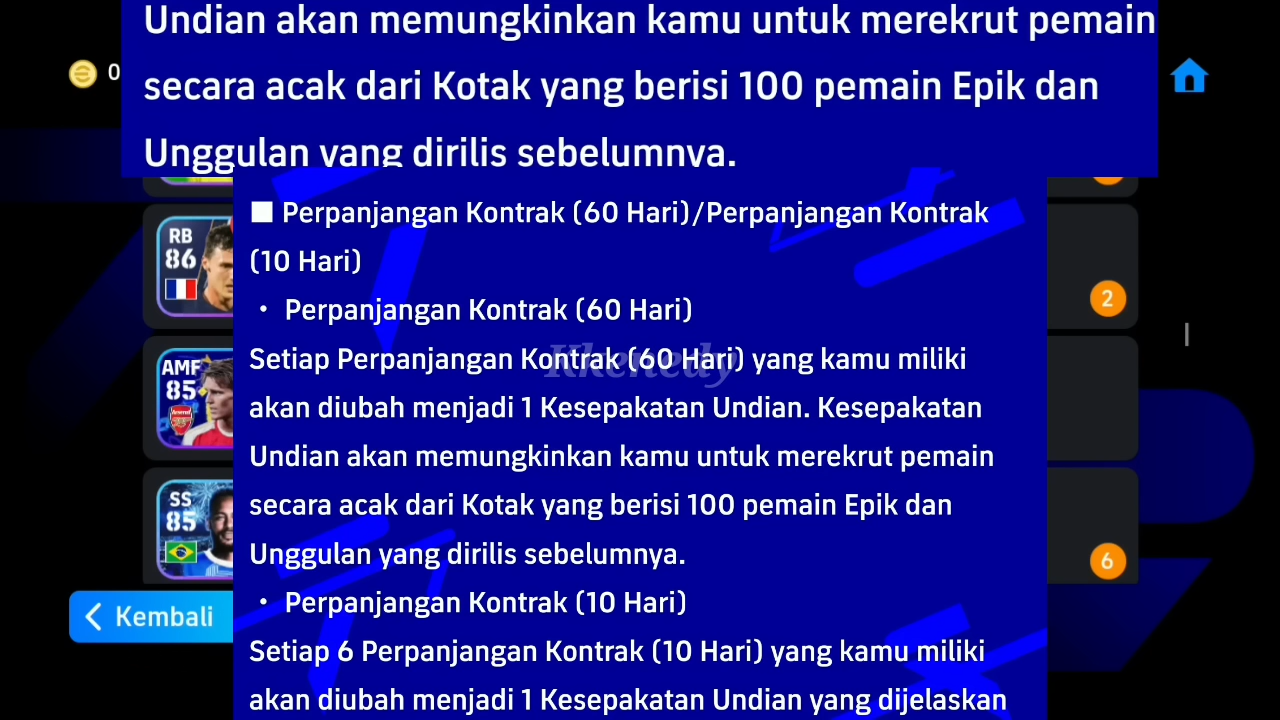 Undian akan memungkinkan kamu untuk merekrut pemain
secara acak dari Kotak yang berisi 100 pemain Epik dan
Unggulan yang dirilis sebelumnya.
0
■ Perpanjangan Kontrak (60 Hari)/Perpanjangan Kontrak
(10 Hari)
・ Perpanjangan Kontrak (60 Hari)
Setiap Perpanjangan Kontrak (60 Hari) yang kamu miliki
akan diubah menjadi 1 Kesepakatan Undian. Kesepakatan
Undian akan memungkinkan kamu untuk merekrut pemain
secara acak dari Kotak yang berisi 100 pemain Epik dan
Unggulan yang dirilis sebelumnya.
・ Perpanjangan Kontrak (10 Hari)
Setiap 6 Perpanjangan Kontrak (10 Hari) yang kamu miliki
akan diubah menjadi 1 Kesepakatan Undian yang dijelaskan
Kkenedy
RB
86
2
AMF
85
Arsenal
SS
85
6
Kembali